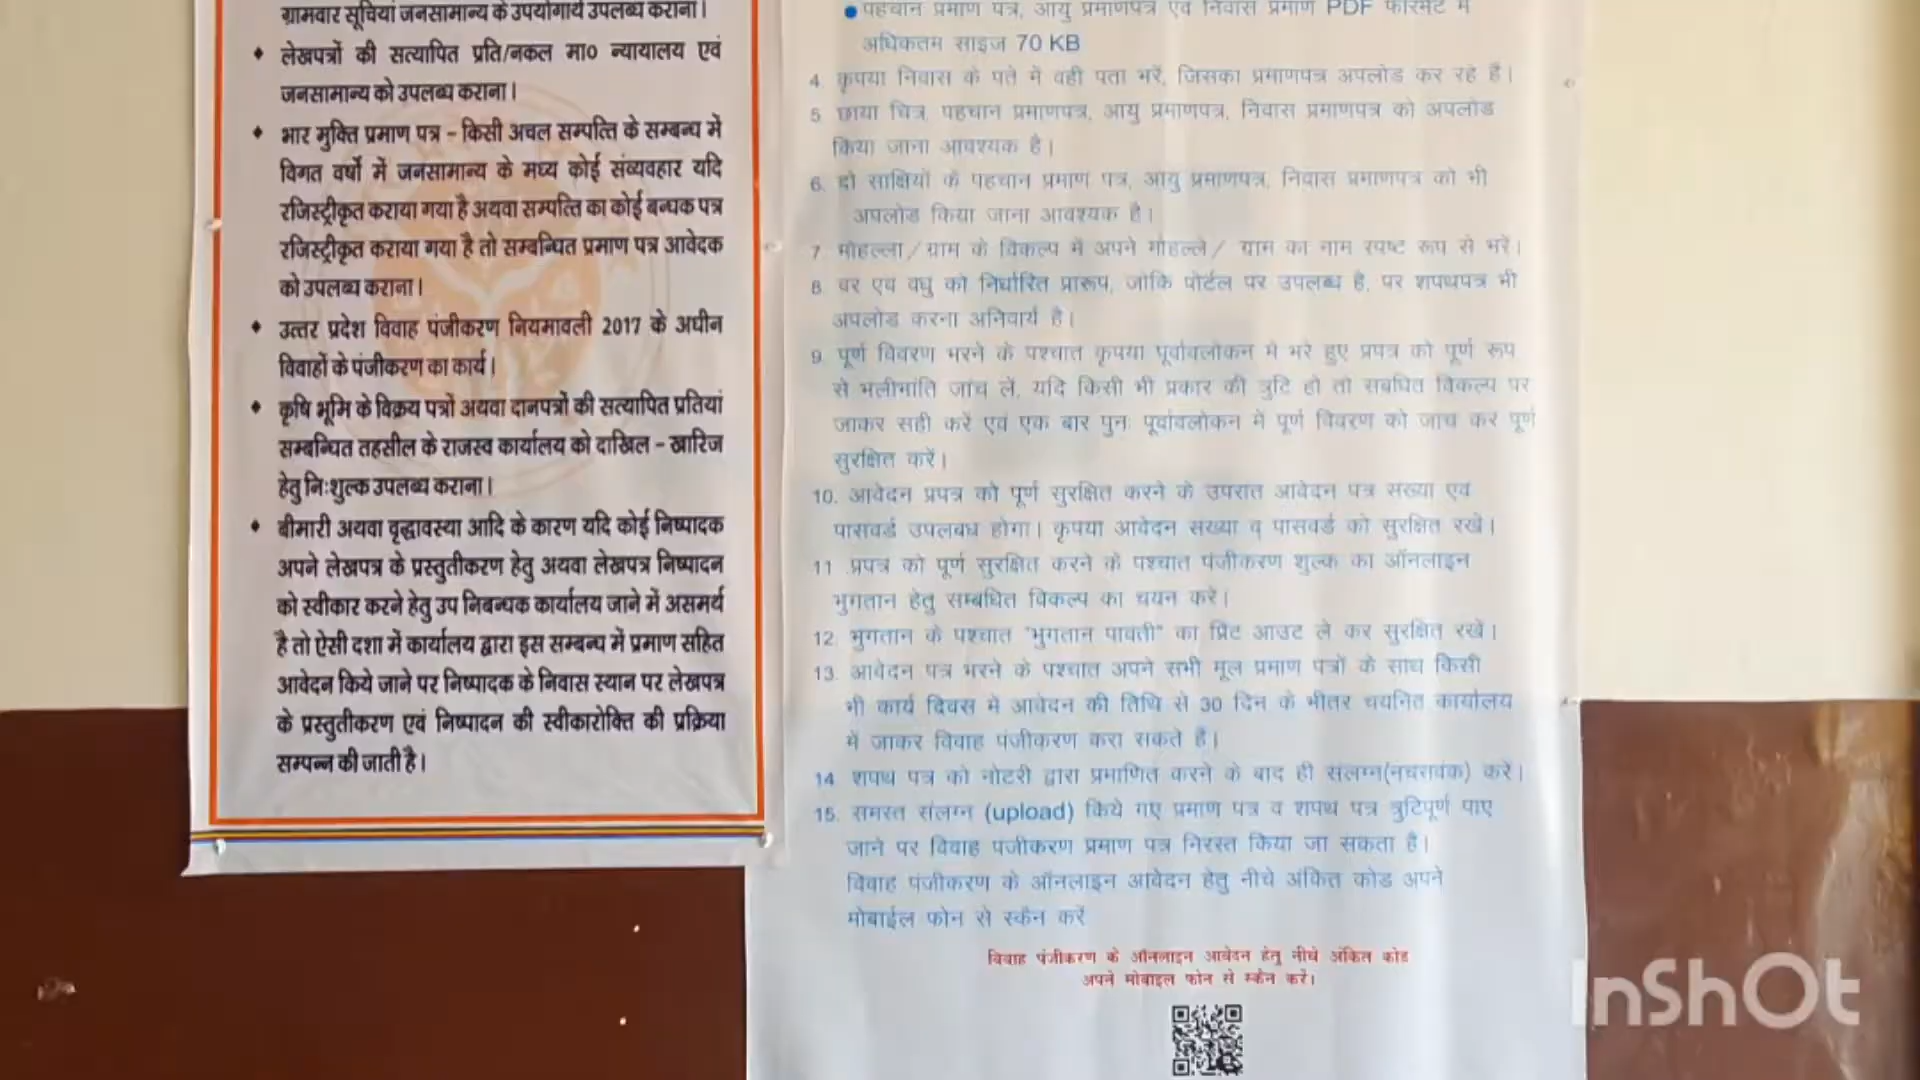 ग्रामवार सूचियां जनसामान्य के उपयोगार्थ उपलब्ध कराना।
♦ लेखपत्रों की सत्यापित प्रति/नकल मा० न्यायालय एवं
जनसामान्य को उपलब्ध कराना।
♦ भार मुक्ति प्रमाण पत्र – किसी अचल सम्पत्ति के सम्बन्ध में
विगत वर्षों में जनसामान्य के मध्य कोई संव्यवहार यदि
रजिस्ट्रीकृत कराया गया है अथवा सम्पत्ति का कोई बन्धक पत्र
रजिस्ट्रीकृत कराया गया है तो सम्बन्धित प्रमाण पत्र आवेदक
को उपलब्ध कराना।
♦ उत्तर प्रदेश विवाह पंजीकरण नियमावली 2017 के अधीन
विवाहों के पंजीकरण का कार्य।
♦ कृषि भूमि के विक्रय पत्रों अथवा दानपत्रों की सत्यापित प्रतियां
सम्बन्धित तहसील के राजस्व कार्यालय को दाखिल – खारिज
हेतु निःशुल्क उपलब्ध कराना।
♦ बीमारी अथवा वृद्धावस्था आदि के कारण यदि कोई निष्पादक
अपने लेखपत्र के प्रस्तुतीकरण हेतु अथवा लेखपत्र निष्पादन
को स्वीकार करने हेतु उप निबन्धक कार्यालय जाने में असमर्थ
है तो ऐसी दशा में कार्यालय द्वारा इस सम्बन्ध में प्रमाण सहित
आवेदन किये जाने पर निष्पादक के निवास स्थान पर लेखपत्र
के प्रस्तुतीकरण एवं निष्पादन की स्वीकारोक्ति की प्रक्रिया
सम्पन्न की जाती है।
● पहचान प्रमाण पत्र, आयु प्रमाणपत्र एवं निवास प्रमाण PDF फॉरमेट में
अधिकतम साइज 70 KB
4 कृपया निवास के पते में वही पता भरें, जिसका प्रमाणपत्र अपलोड कर रहे हैं।
5 छाया चित्र, पहचान प्रमाणपत्र, आयु प्रमाणपत्र, निवास प्रमाणपत्र को अपलोड
किया जाना आवश्यक है।
6. दो साक्षियों के पहचान प्रमाण पत्र, आयु प्रमाणपत्र, निवास प्रमाणपत्र को भी
अपलोड किया जाना आवश्यक है।
7. मोहल्ला/ग्राम के विकल्प में अपने मोहल्ले/ ग्राम का नाम स्पष्ट रूप से भरें।
8. वर एवं वधु को निर्धारित प्रारूप, जोकि पोर्टल पर उपलब्ध है, पर शपथपत्र भी
अपलोड करना अनिवार्य है।
9. पूर्ण विवरण भरने के पश्चात कृपया पूर्वावलोकन में भरे हुए प्रपत्र को पूर्ण रूप
से भलीभांति जांच लें, यदि किसी भी प्रकार की त्रुटि हो तो संबंधित विकल्प पर
जाकर सही करें एवं एक बार पुनः पूर्वावलोकन में पूर्ण विवरण को जांच कर पूर्ण
सुरक्षित करें।
10. आवेदन प्रपत्र को पूर्ण सुरक्षित करने के उपरांत आवेदन पत्र संख्या एवं
पासवर्ड उपलबध होगा। कृपया आवेदन संख्या व पासवर्ड को सुरक्षित रखें।
11 .प्रपत्र को पूर्ण सुरक्षित करने के पश्चात पंजीकरण शुल्क का ऑनलाइन
भुगतान हेतु सम्बंधित विकल्प का चयन करें।
12. भुगतान के पश्चात "भुगतान पावती" का प्रिंट आउट ले कर सुरक्षित रखें।
13. आवेदन पत्र भरने के पश्चात अपने सभी मूल प्रमाण पत्रों के साथ किसी
भी कार्य दिवस में आवेदन की तिथि से 30 दिन के भीतर चयनित कार्यालय
में जाकर विवाह पंजीकरण करा सकते है।
14 शपथ पत्र को नोटरी द्वारा प्रमाणित करने के बाद ही संलग्न करें।
15. समस्त संलग्न (upload) किये गए प्रमाण पत्र व शपथ पत्र त्रुटिपूर्ण पाए
जाने पर विवाह पंजीकरण प्रमाण पत्र निरस्त किया जा सकता है।
विवाह पंजीकरण के ऑनलाइन आवेदन हेतु नीचे अंकित कोड अपने
मोबाईल फोन से स्कैन करें
विवाह पंजीकरण के ऑनलाइन आवेदन हेतु नीचे अंकित कोड
अपने मोबाइल फोन से स्कैन करें।
InShOt